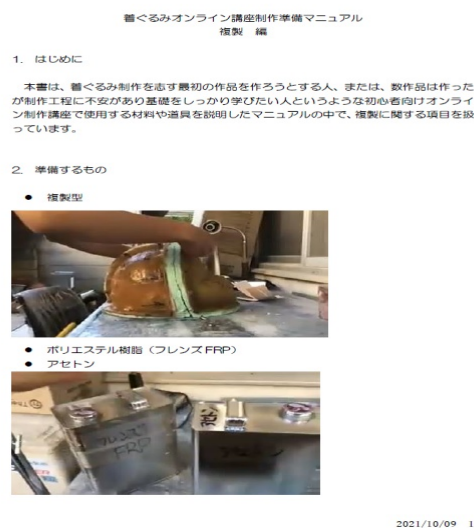 着ぐるみオンライン講座制作準備マニュアル
複製　編
1. はじめに
本書は、着ぐるみ制作を志す最初の作品を作ろうとする人、または、数作品は作った
が制作工程に不安があり基礎をしっかり学びたい人というような初心者向けオンライ
ン制作講座で使用する材料や道具を説明したマニュアルの中で、複製に関する項目を扱
っています。
2. 準備するもの
● 複製型
● ポリエステル樹脂（フレンズFRP）
● アセトン
FRP
2021/10/09 1